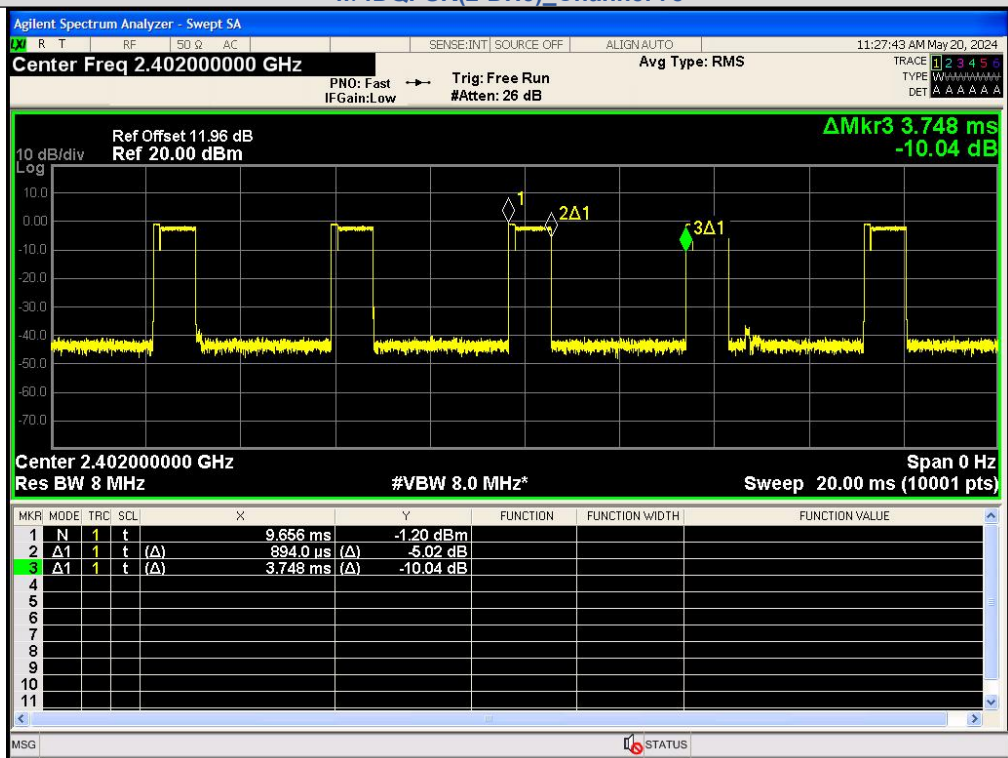 Agilent Spectrum Analyzer - Swept SA
LXI R T RF 50 Ω AC SENSE:INT SOURCE OFF ALIGN AUTO 11:27:43 AM May 20, 2024
Center Freq 2.402000000 GHz Avg Type: RMS TRACE 1 2 3 4 5 6
PNO: Fast Trig: Free Run TYPE W
IFGain:Low #Atten: 26 dB DET A A A A A A
ΔMkr3 3.748 ms
-10.04 dB
Ref Offset 11.96 dB
10 dB/div Ref 20.00 dBm
Log
10.0
0.00
-10.0
-20.0
-30.0
-40.0
-50.0
-60.0
-70.0
1
2Δ1
3Δ1
Center 2.402000000 GHz Span 0 Hz
Res BW 8 MHz #VBW 8.0 MHz* Sweep 20.00 ms (10001 pts)
MKR MODE TRC SCL X Y FUNCTION FUNCTION WIDTH FUNCTION VALUE
1 N 1 t 9.656 ms -1.20 dBm
2 Δ1 1 t (Δ) 894.0 µs (Δ) -5.02 dB
3 Δ1 1 t (Δ) 3.748 ms (Δ) -10.04 dB
4
5
6
7
8
9
10
11
MSG STATUS